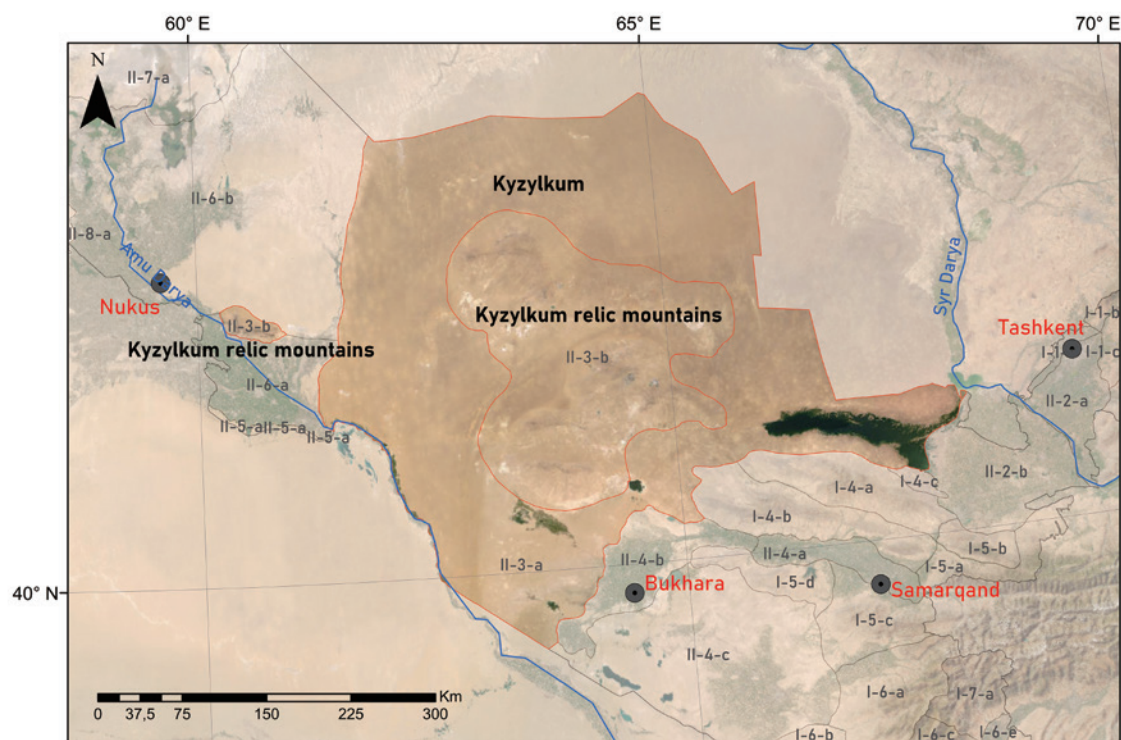 60° E
65° E
70° E
N
II-7-a
Kyzylkum
II-6-b
II-8-a
Amu Darya
Syr Darya
Nukus
I-1-b
Kyzylkum relic mountains
Tashkent
II-3-b
Kyzylkum relic mountains
I-1-c
II-3-b
II-6-a
II-2-a
II-5-a
II-5-a
II-5-a
II-2-b
I-4-a
I-4-c
I-4-b
I-5-b
II-4-a
40° N
II-3-a
II-4-b
I-5-a
Bukhara
I-5-d
Samarqand
I-5-c
II-4-c
Km
0
37,5
75
150
225
300
I-6-a
I-7-a
I-6-b
I-6-c
I-6-e